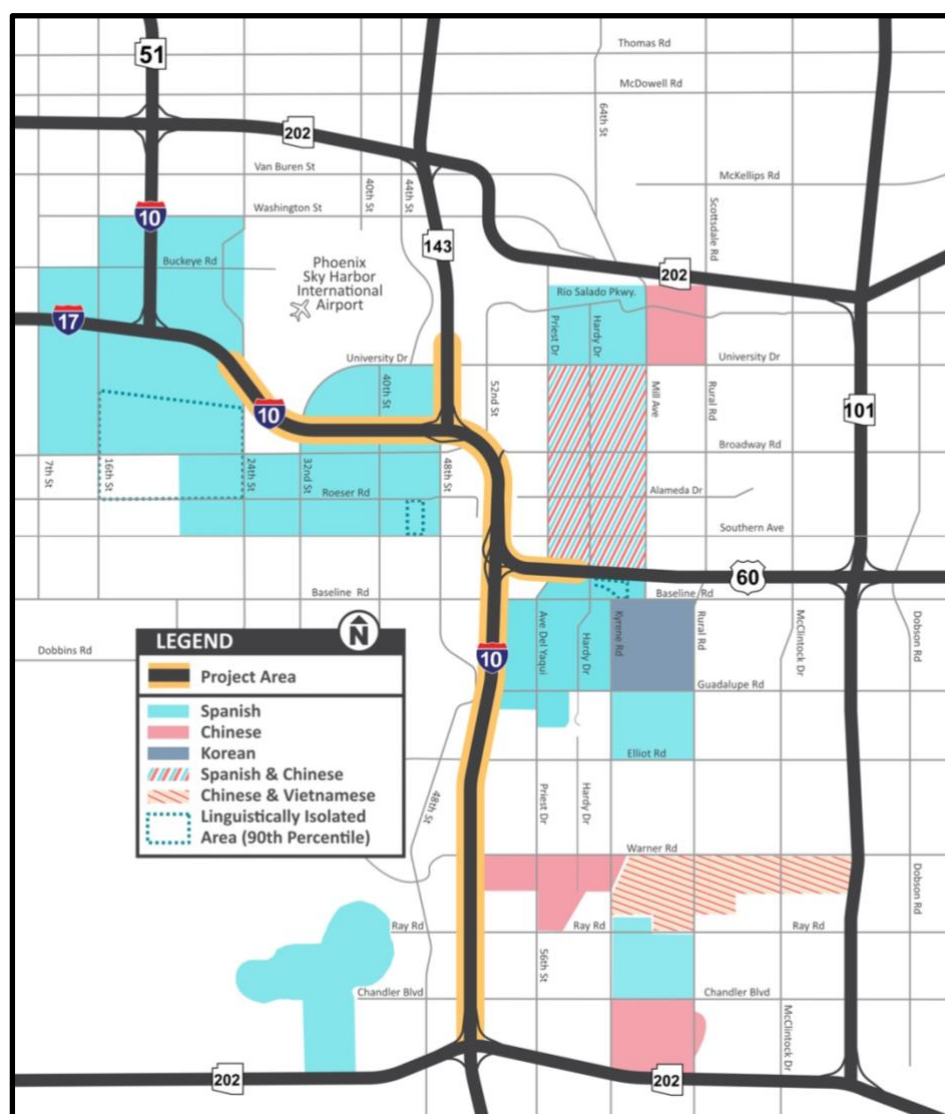 Thomas Rd
51
McDowell Rd
202
64th St
Van Buren St
40th St
44th St
McKellips Rd
Washington St
Scottsdale Rd
10
143
Buckeye Rd
Phoenix
Sky Harbor
International
Airport
202
Rio Salado Pkwy.
17
Priest Dr
Hardy Dr
University Dr
University Dr
40th St
52nd St
Mill Ave
Rural Rd
10
101
Broadway Rd
7th St
16th St
24th St
32nd St
48th St
Roeser Rd
Alameda Dr
Southern Ave
60
Baseline Rd
Baseline Rd
Ave Del Yaqui
Hardy Dr
Kyrene Rd
Rural Rd
McClintock Dr
Dobson Rd
N
LEGEND
Dobbins Rd
10
Project Area
Guadalupe Rd
Spanish
Chinese
Korean
Elliot Rd
Spanish & Chinese
Chinese & Vietnamese
Linguistically Isolated
Area (90th Percentile)
48th St
Priest Dr
Hardy Dr
Warner Rd
Dobson Rd
Ray Rd
Ray Rd
Ray Rd
56th St
Chandler Blvd
Chandler Blvd
McClintock Dr
202
202